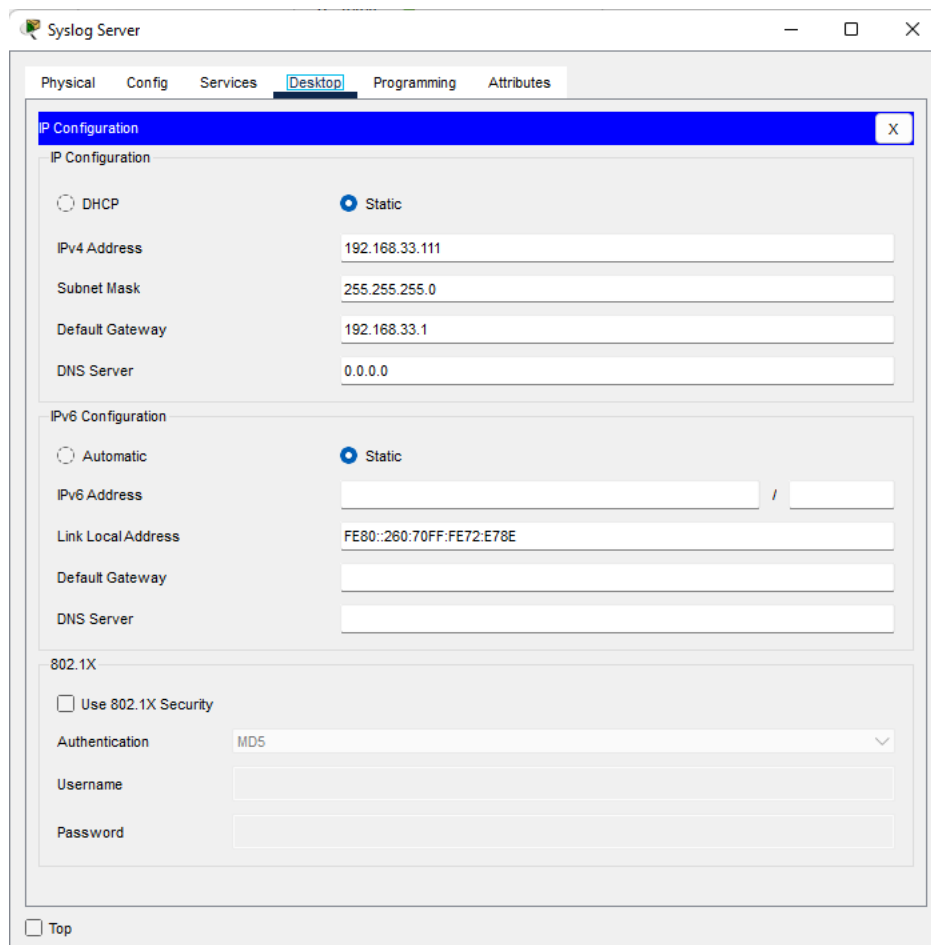 Syslog Server
Physical Config Services Desktop Programming Attributes
IP Configuration X
IP Configuration
DHCP Static
IPv4 Address 192.168.33.111
Subnet Mask 255.255.255.0
Default Gateway 192.168.33.1
DNS Server 0.0.0.0
IPv6 Configuration
Automatic Static
IPv6 Address /
Link Local Address FE80::260:70FF:FE72:E78E
Default Gateway
DNS Server
802.1X
Use 802.1X Security
Authentication MD5
Username
Password
Top